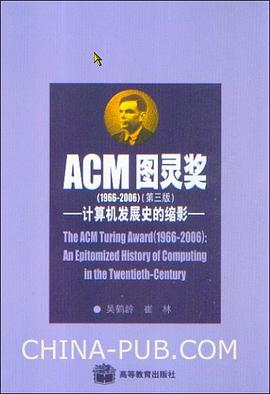 ACM 图灵奖
(1966-2006)(第三版)
—计算机发展史的缩影—
The ACM Turing Award(1966-2006):
An Epitomized History of Computing
in the Twentieth-Century
吴鹤龄 崔林
CHINA-PUB.COM
高等教育出版社